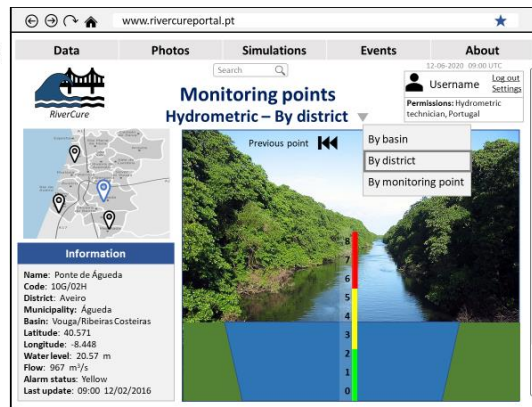 www.rivercureportal.pt
Data Photos Simulations Events About
12-06-2020 09:00 UTC
Search
Username
Log out
Settings
Permissions: Hydrometric
technician, Portugal
RiverCure
Monitoring points
Hydrometric – By district
Previous point
By basin
By district
By monitoring point
8
7
6
5
4
3
2
1
0
Information
Name: Ponte de Águeda
Code: 10G/02H
District: Aveiro
Municipality: Águeda
Basin: Vouga/Ribeiras Costeiras
Latitude: 40.571
Longitude: -8.448
Water level: 20.57 m
Flow: 967 m³/s
Alarm status: Yellow
Last update: 09:00 12/02/2016